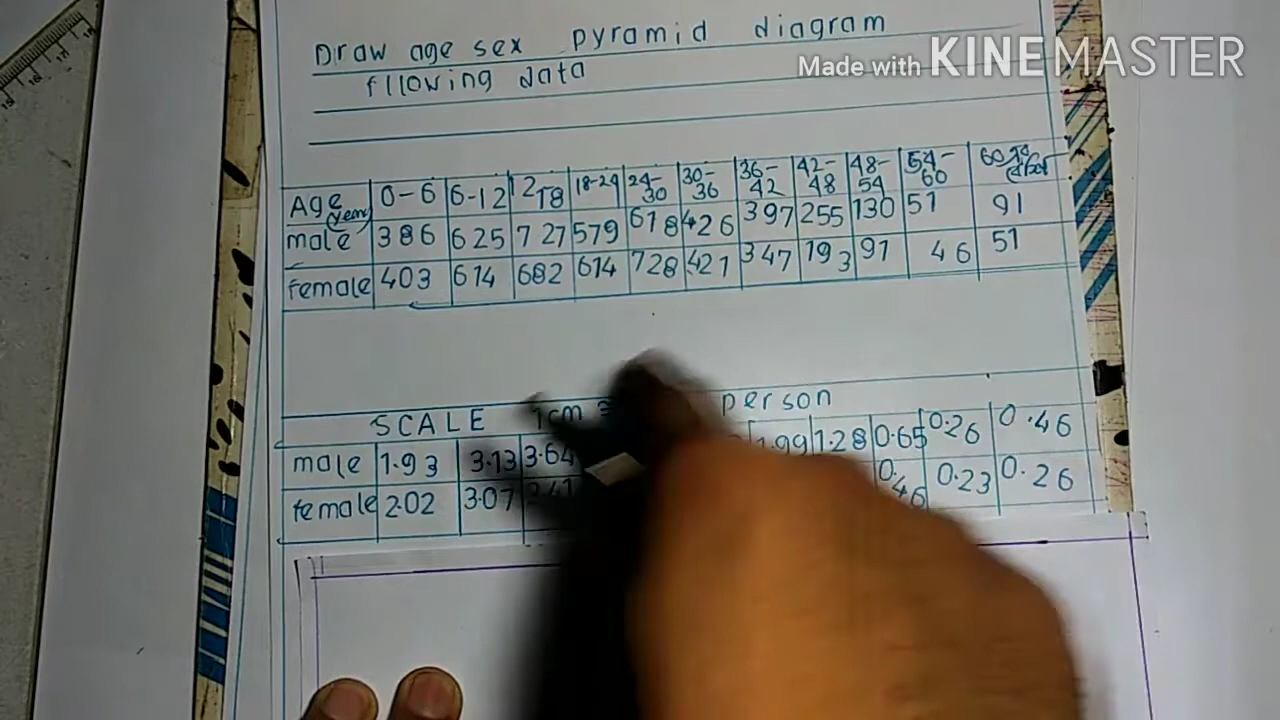 Draw age sex pyramid diagram
fllowing data
Made with KINEMASTER
Age year 0-6 6-12 12-18 18-24 24-30 30-36 36-42 42-48 48-54 54-60 60
male 386 625 727 579 618 426 397 255 130 51 91
female 403 614 682 614 728 421 347 193 91 46 51
SCALE 1cm person
male 1.93 3.13 3.64 1.99 1.28 0.65 0.26 0.46
female 2.02 3.07 0.46 0.23 0.26